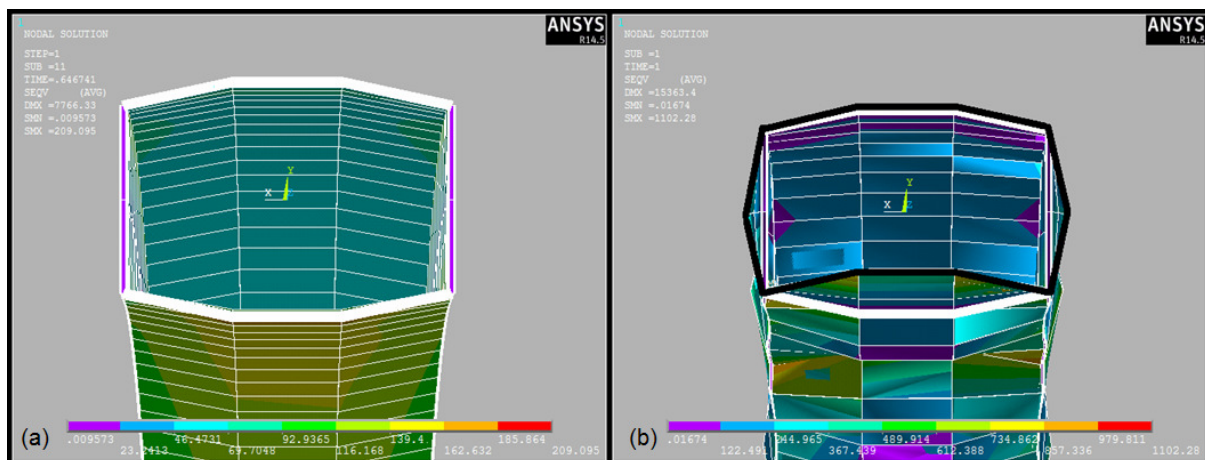 1
ANSYS
R14.5
NODAL SOLUTION
STEP=1
SUB =11
TIME=.646741
SEQV (AVG)
DMX =7766.33
SMN =.009573
SMX =209.095
Y
X
(a)
.009573 46.4731 92.9365 139.4 185.864
23.2413 69.7048 116.168 162.632 209.095
1
ANSYS
R14.5
NODAL SOLUTION
SUB =1
TIME=1
SEQV (AVG)
DMX =15363.4
SMN =.01674
SMX =1102.28
Y
X Z
(b)
.01674 244.965 489.914 734.862 979.811
122.491 367.439 612.388 857.336 1102.28